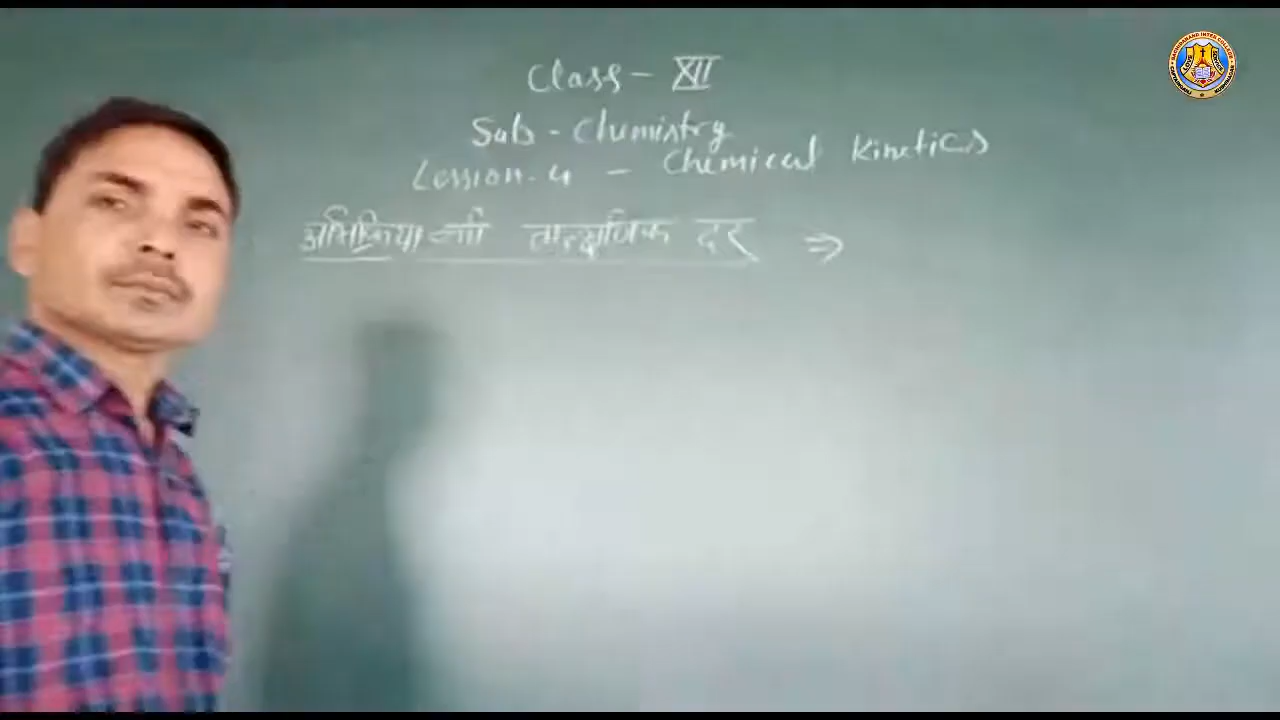 Class - XII
Sub - Chemistry
Lession. 4 - Chemical Kinetics
अभिक्रिया की तात्क्षणिक दर ⇒